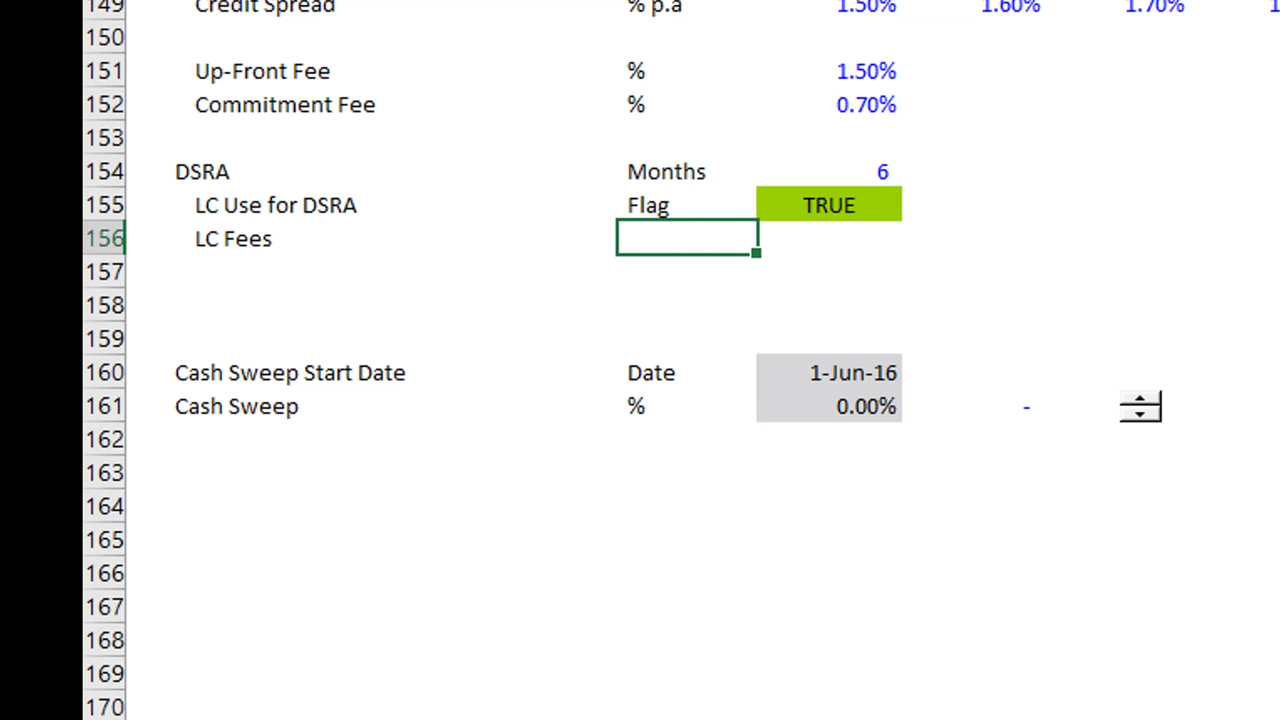 149 Credit Spread % p.a 1.50% 1.60% 1.70% 1
150
151 Up-Front Fee % 1.50%
152 Commitment Fee % 0.70%
153
154 DSRA Months 6
155 LC Use for DSRA Flag TRUE
156 LC Fees
157
158
159
160 Cash Sweep Start Date Date 1-Jun-16
161 Cash Sweep % 0.00% -
162
163
164
165
166
167
168
169
170